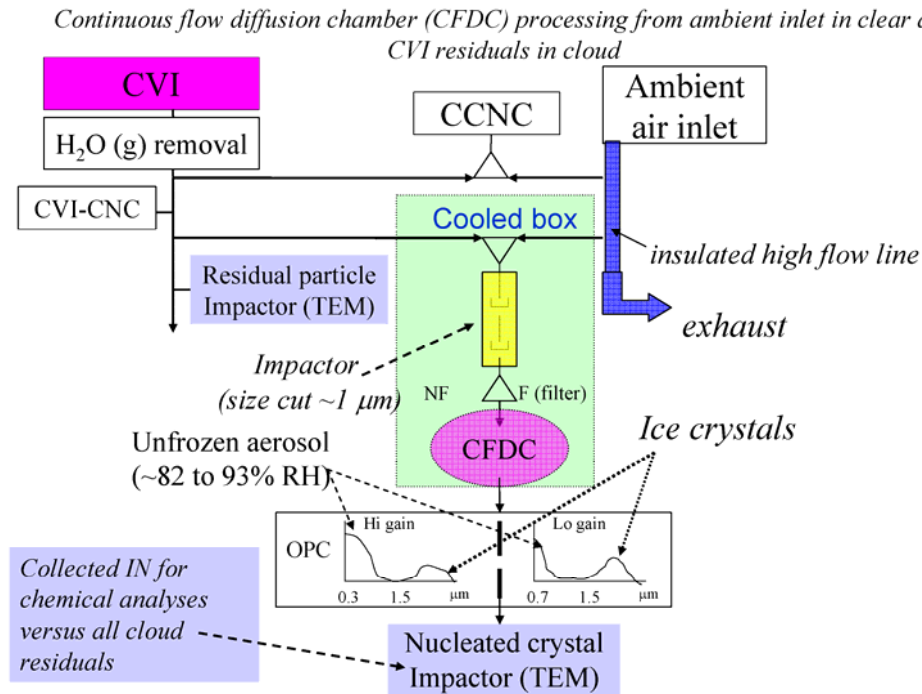 Continuous flow diffusion chamber (CFDC) processing from ambient inlet in clear
CVI residuals in cloud
CVI
H₂O (g) removal
CVI-CNC
CCNC
Ambient
air inlet
Cooled box
insulated high flow line
exhaust
Residual particle
Impactor (TEM)
Impactor
(size cut ~1 μm)
NF
F (filter)
CFDC
Ice crystals
Unfrozen aerosol
(~82 to 93% RH)
OPC
Hi gain
0.3 1.5 μm
Lo gain
0.7 1.5 μm
Collected IN for
chemical analyses
versus all cloud
residuals
Nucleated crystal
Impactor (TEM)